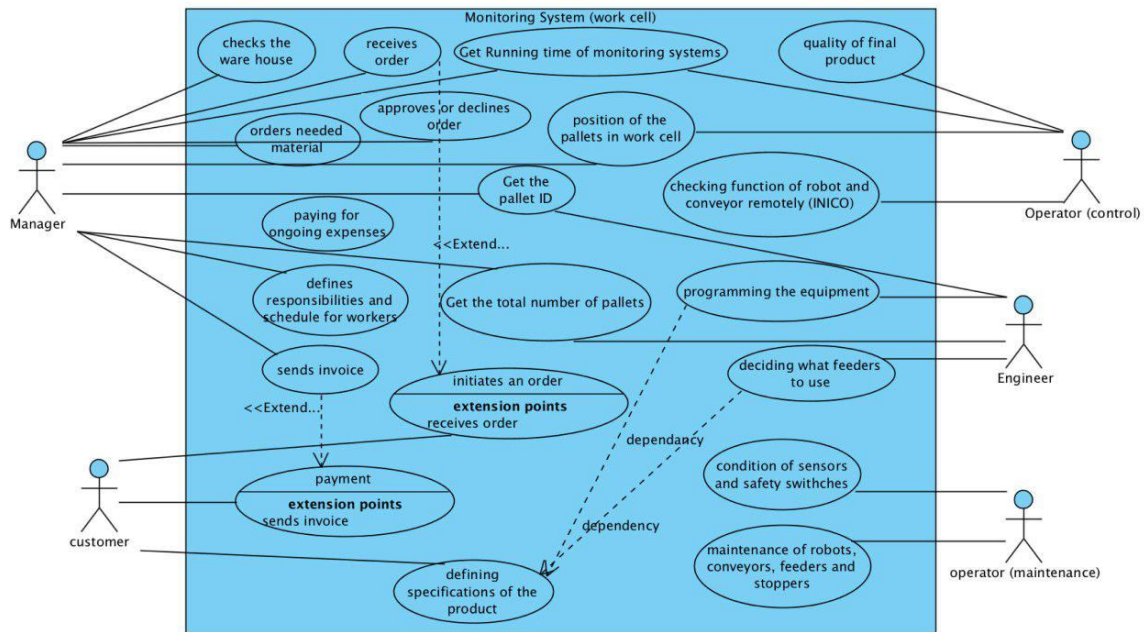 Monitoring System (work cell)
checks the
ware house
receives
order
Get Running time of monitoring systems
quality of final
product
approves or declines
order
orders needed
material
position of the
pallets in work cell
Manager
Get the
pallet ID
checking function of robot and
conveyor remotely (INICO)
Operator (control)
paying for
ongoing expenses
<<Extend...
defines
responsibilities and
schedule for workers
Get the total number of pallets
programming the equipment
sends invoice
deciding what feeders
to use
Engineer
<<Extend...
initiates an order
extension points
receives order
dependancy
payment
extension points
sends invoice
condition of sensors
and safety swithches
customer
dependency
maintenance of robots,
conveyors, feeders and
stoppers
operator (maintenance)
defining
specifications of the
product